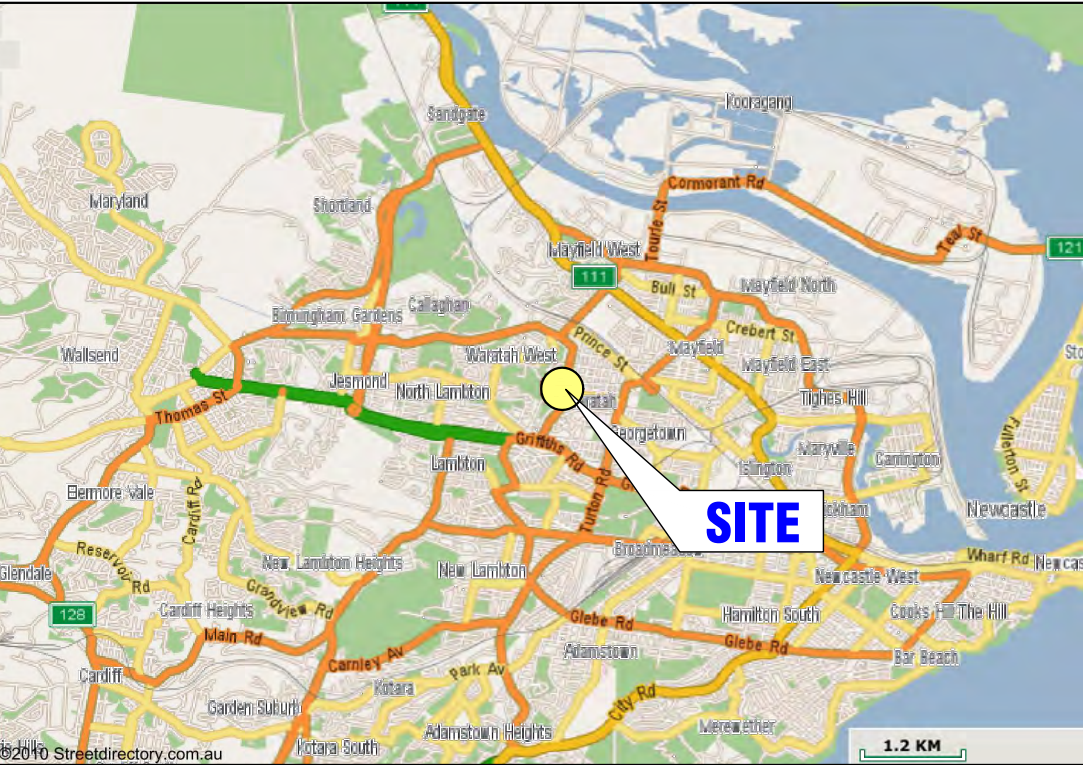 Sandgate
Kooragang
Maryland
Shortland
Cormorant Rd
Tourle St
Teal St
121
Mayfield West
111
Bull St
Mayfield North
Callaghan
Birmingham Gardens
Prince St
Crebert St
Wallsend
Waratah West
Mayfield
Mayfield East
Jesmond
North Lambton
Tighes Hill
Thomas St
Georgetown
Griffiths Rd
Fullerton St
Maryville
Carrington
Lambton
Islington
Elermore Vale
Cardiff Rd
Turton Rd
SITE
Newcastle
Reservoir Rd
New Lambton Heights
New Lambton
Wharf Rd
Glendale
Grandview Rd
Newcastle West
128
Cardiff Heights
Hamilton South
Cooks Hill
The Hill
Main Rd
Glebe Rd
Glebe Rd
Adamstown
Bar Beach
Carnley Av
Park Av
Cardiff
Kotara
City Rd
Garden Suburb
Merewether
Adamstown Heights
Kotara South
1.2 KM
©2010 Streetdirectory.com.au